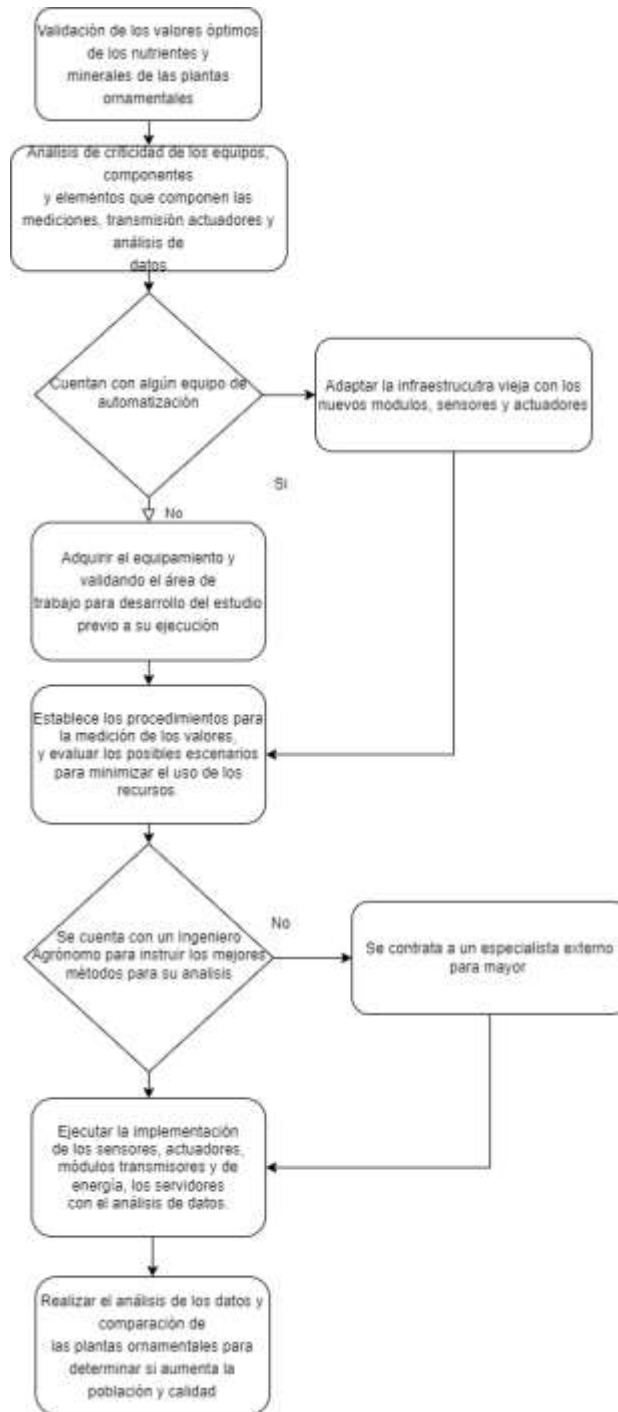 Validación de los valores óptimos
de los nutrientes y
minerales de las plantas
ornamentales
Análisis de criticidad de los equipos,
componentes
y elementos que componen las
mediciones, transmisión actuadores y
análisis de
datos
Cuentan con algún equipo de
automatización
Adaptar la infraestrucutra vieja con los
nuevos modulos, sensores y actuadores
Si
No
Adquirir el equipamiento y
validando el área de
trabajo para desarrollo del estudio
previo a su ejecución
Establece los procedimientos para
la medición de los valores,
y evaluar los posibles escenarios
para minimizar el uso de los
recursos
Se cuenta con un Ingeniero
Agrónomo para instruir los mejores
métodos para su analisis
No
Se contrata a un especialista externo
para mayor
Ejecutar la implementación
de los sensores, actuadores,
módulos transmisores y de
energía, los servidores
con el análisis de datos.
Realizar el análisis de los datos y
comparación de
las plantas ornamentales para
determinar si aumenta la
población y calidad